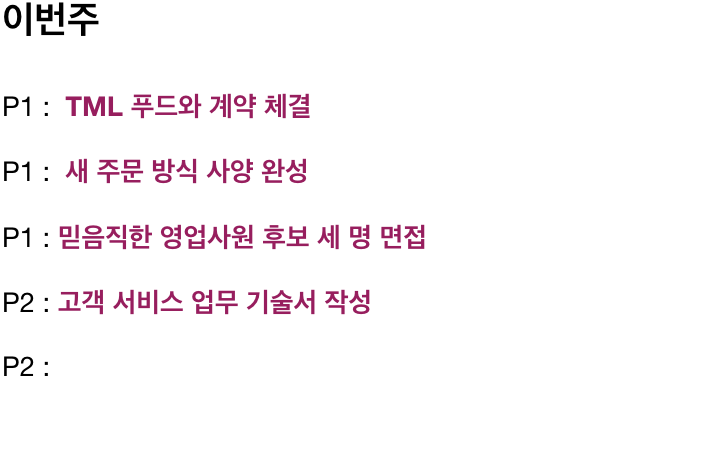 이번주
P1 : TML 푸드와 계약 체결
P1 : 새 주문 방식 사양 완성
P1 : 믿음직한 영업사원 후보 세 명 면접
P2 : 고객 서비스 업무 기술서 작성
P2 :